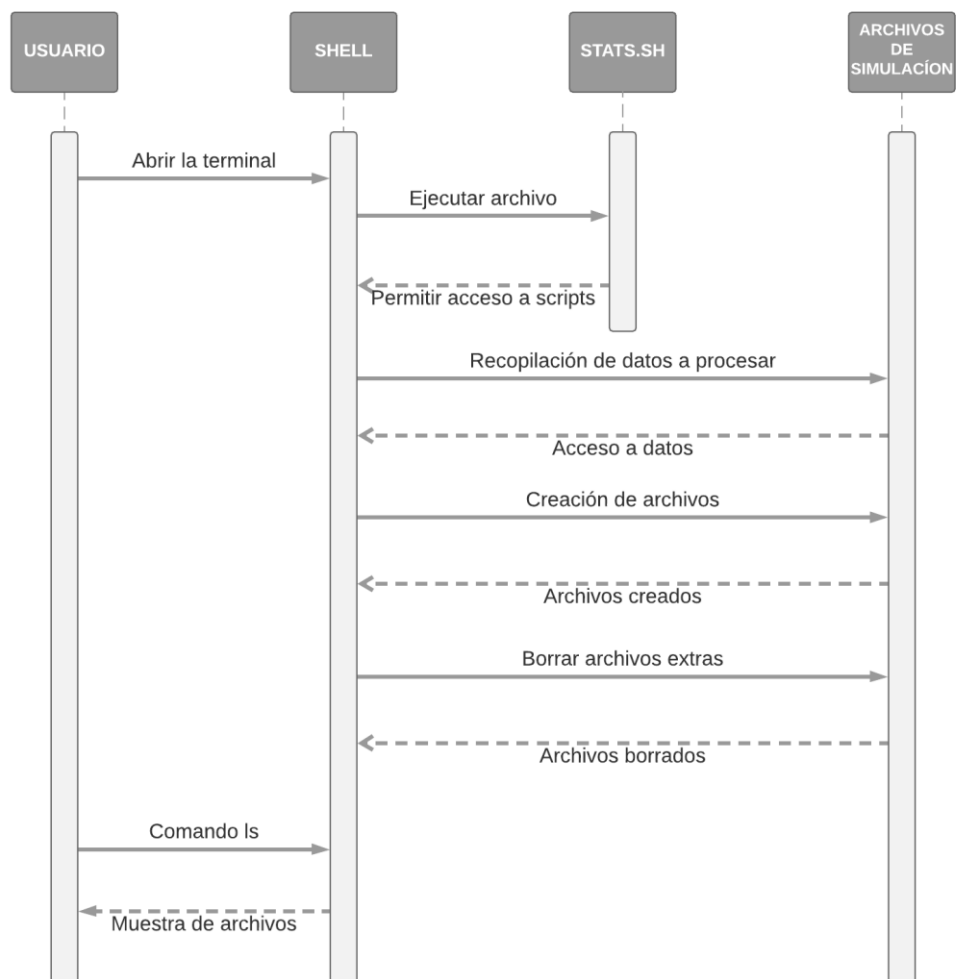 USUARIO
SHELL
STATS.SH
ARCHIVOS
DE
SIMULACÍON
Abrir la terminal
Ejecutar archivo
Permitir acceso a scripts
Recopilación de datos a procesar
Acceso a datos
Creación de archivos
Archivos creados
Borrar archivos extras
Archivos borrados
Comando ls
Muestra de archivos